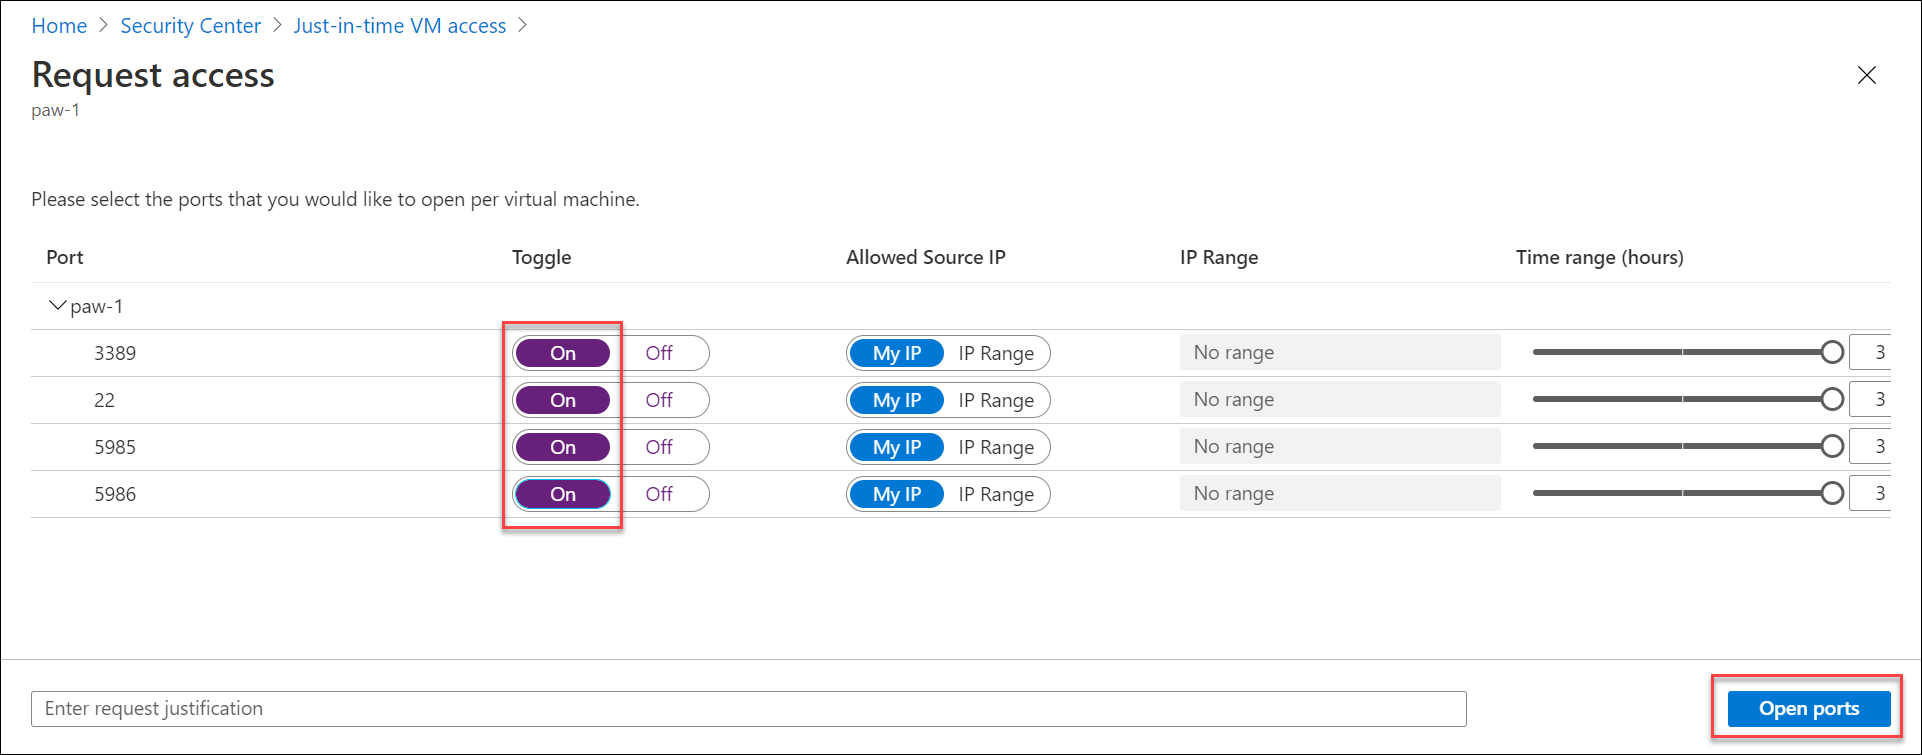 Home > Security Center > Just-in-time VM access >
Request access
paw-1
Please select the ports that you would like to open per virtual machine.
Port Toggle Allowed Source IP IP Range Time range (hours)
paw-1
3389 On Off My IP IP Range No range 3
22 On Off My IP IP Range No range 3
5985 On Off My IP IP Range No range 3
5986 On Off My IP IP Range No range 3
Enter request justification Open ports